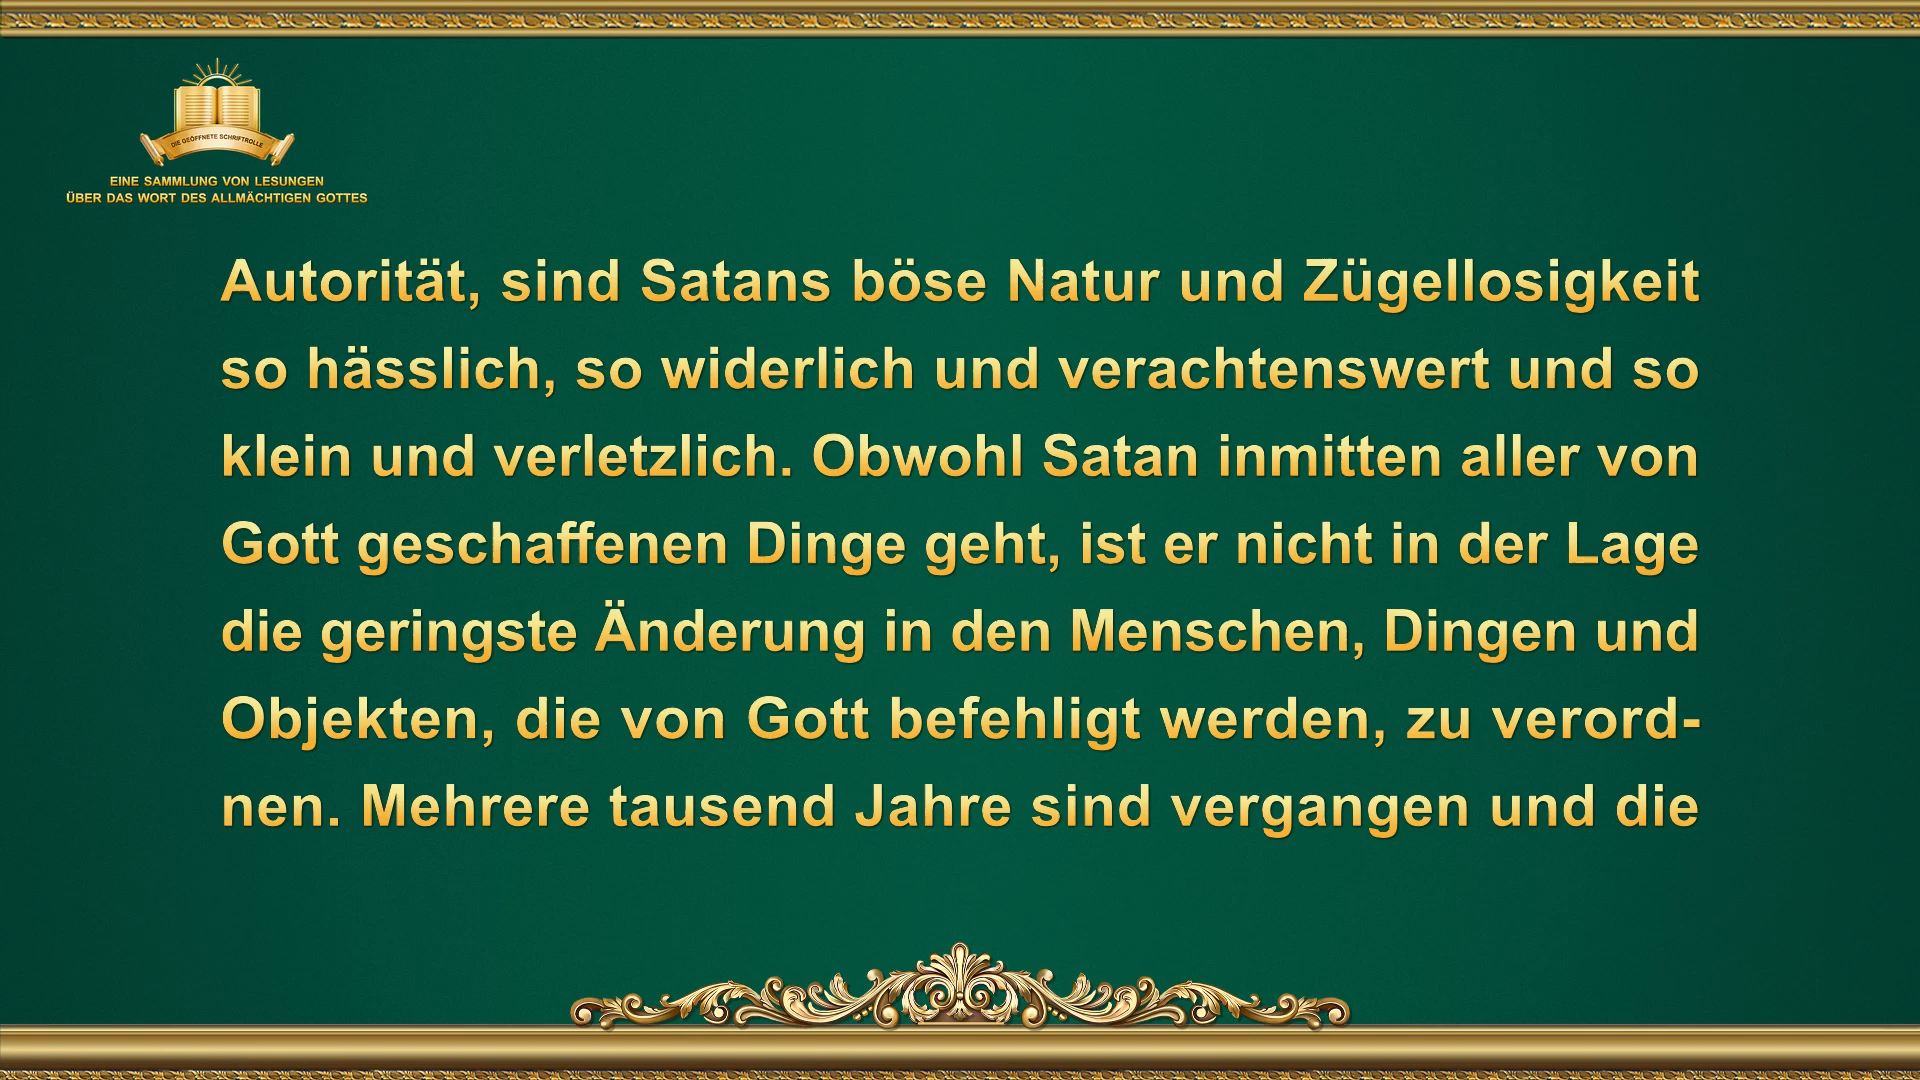 DIE GEÖFFNETE SCHRIFTROLLE
EINE SAMMLUNG VON LESUNGEN
ÜBER DAS WORT DES ALLMÄCHTIGEN GOTTES
Autorität, sind Satans böse Natur und Zügellosigkeit
so hässlich, so widerlich und verachtenswert und so
klein und verletzlich. Obwohl Satan inmitten aller von
Gott geschaffenen Dinge geht, ist er nicht in der Lage
die geringste Änderung in den Menschen, Dingen und
Objekten, die von Gott befehligt werden, zu verord-
nen. Mehrere tausend Jahre sind vergangen und die